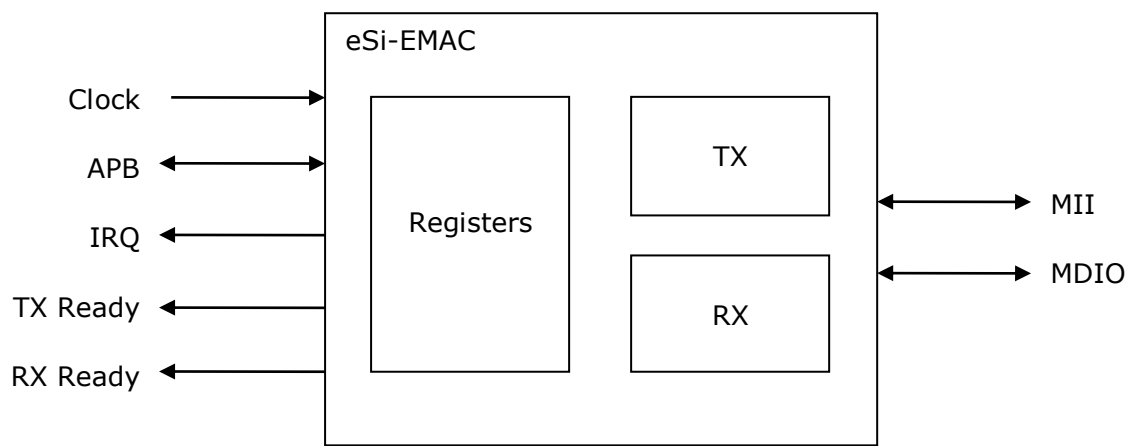 eSi-EMAC
Clock
APB
IRQ
TX Ready
RX Ready
Registers
TX
RX
MII
MDIO